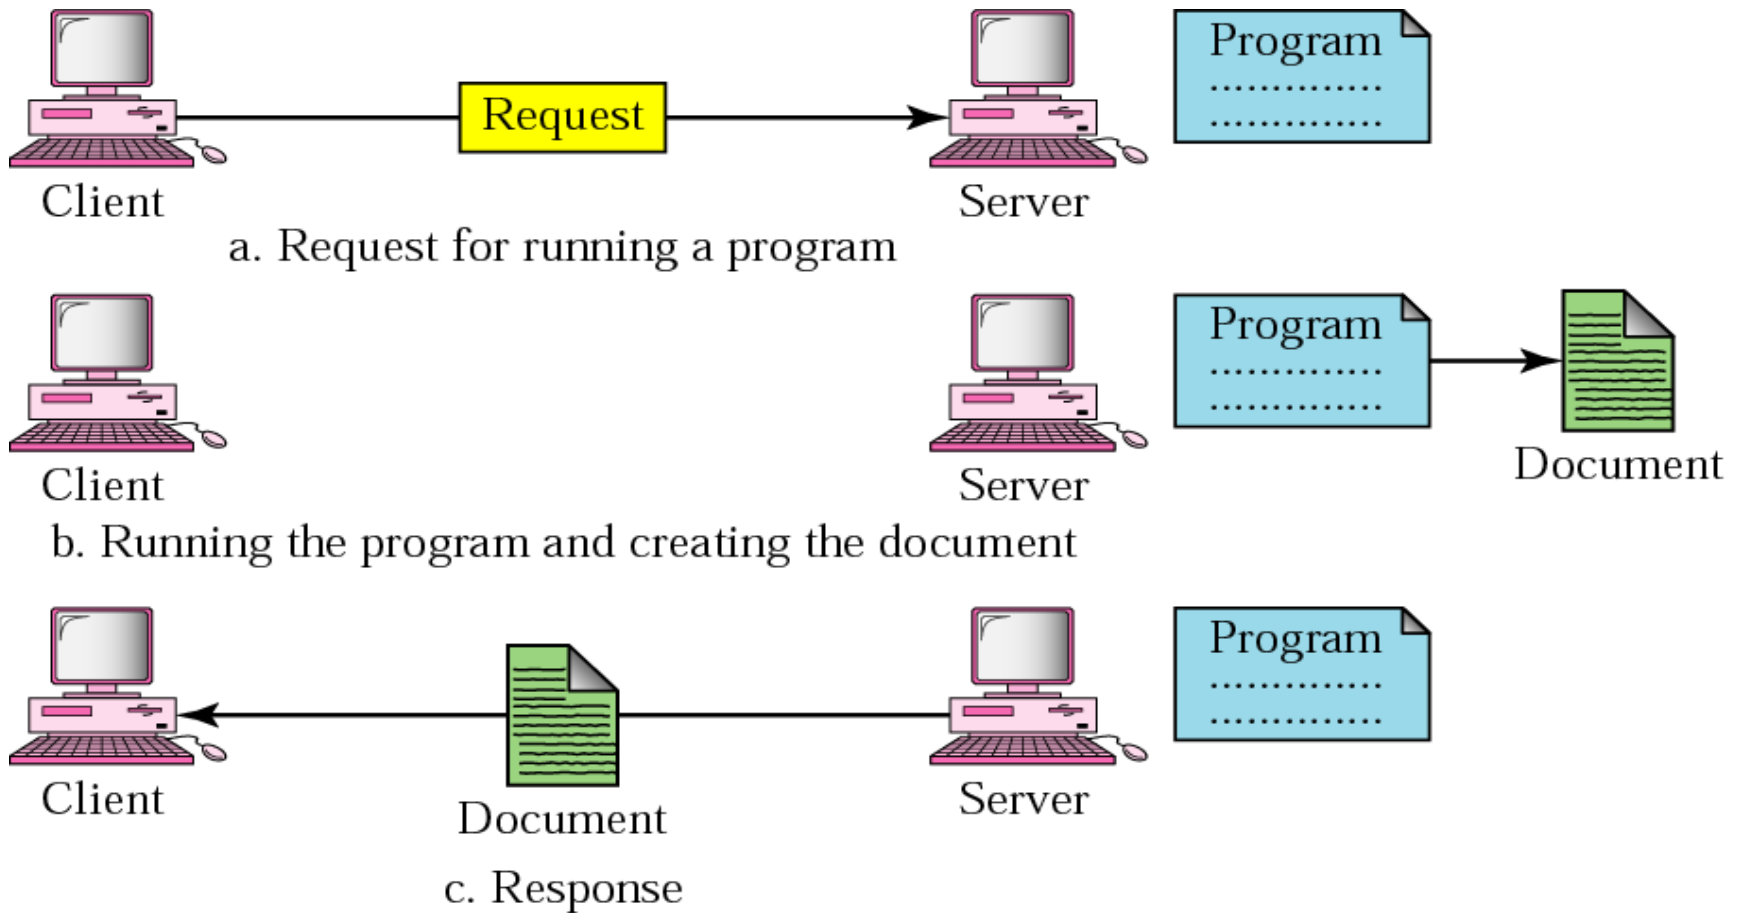 Program
..............
..............
Request
Client
Server
a. Request for running a program
Program
..............
..............
Document
Client
Server
b. Running the program and creating the document
Program
..............
..............
Client
Document
Server
c. Response